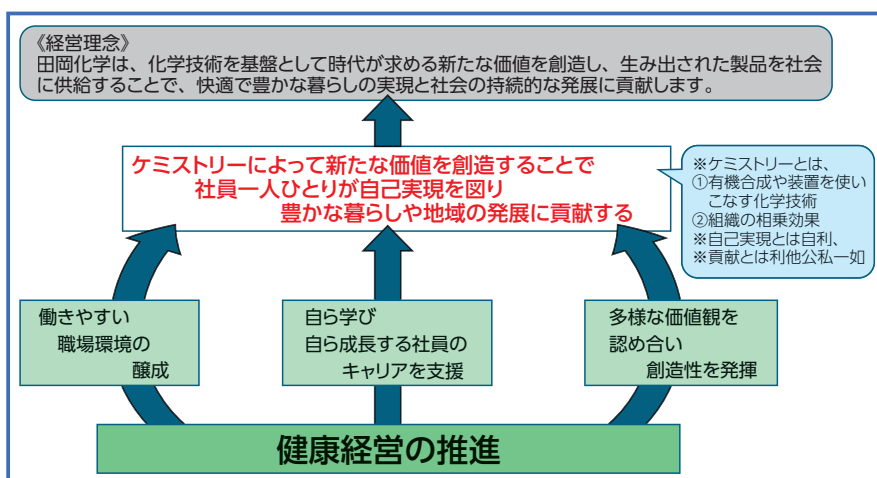 《経営理念》
田岡化学は、化学技術を基盤として時代が求める新たな価値を創造し、生み出された製品を社会
に供給することで、快適で豊かな暮らしの実現と社会の持続的な発展に貢献します。
ケミストリーによって新たな価値を創造することで
社員一人ひとりが自己実現を図り
豊かな暮らしや地域の発展に貢献する
※ケミストリーとは、
①有機合成や装置を使い
こなす化学技術
②組織の相乗効果
※自己実現とは自利、
※貢献とは利他公私一如
働きやすい
職場環境の
醸成
自ら学び
自ら成長する社員の
キャリアを支援
多様な価値観を
認め合い
創造性を発揮
健康経営の推進